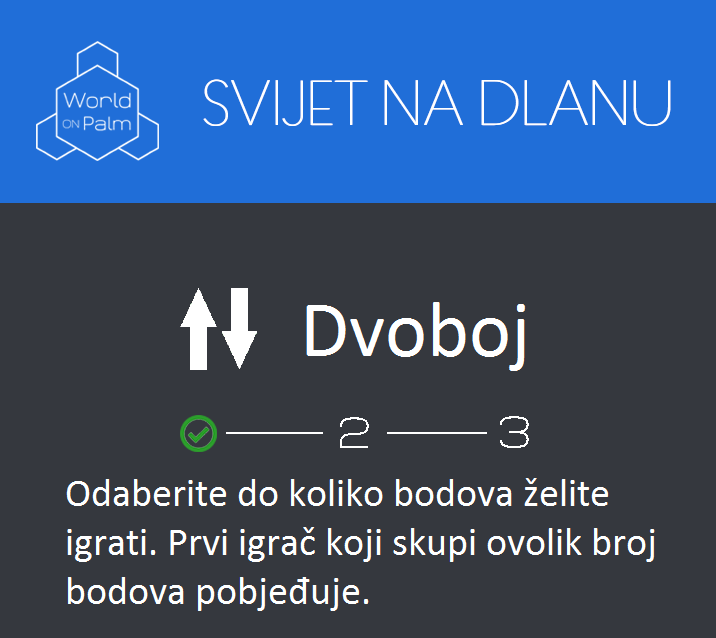 World
ON Palm
SVIJET NA DLANU
Dvoboj
2 3
Odaberite do koliko bodova želite
igrati. Prvi igrač koji skupi ovolik broj
bodova pobjeđuje.